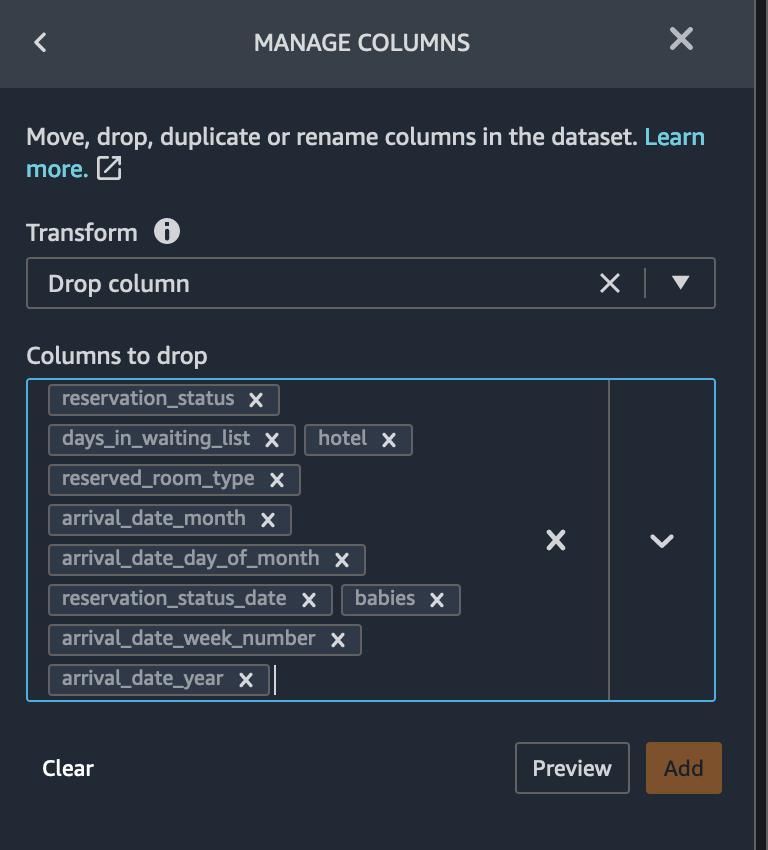 MANAGE COLUMNS
Move, drop, duplicate or rename columns in the dataset. Learn
more.
Transform
Drop column
Columns to drop
reservation_status
days_in_waiting_list hotel
reserved_room_type
arrival_date_month
arrival_date_day_of_month
reservation_status_date babies
arrival_date_week_number
arrival_date_year
Clear Preview Add